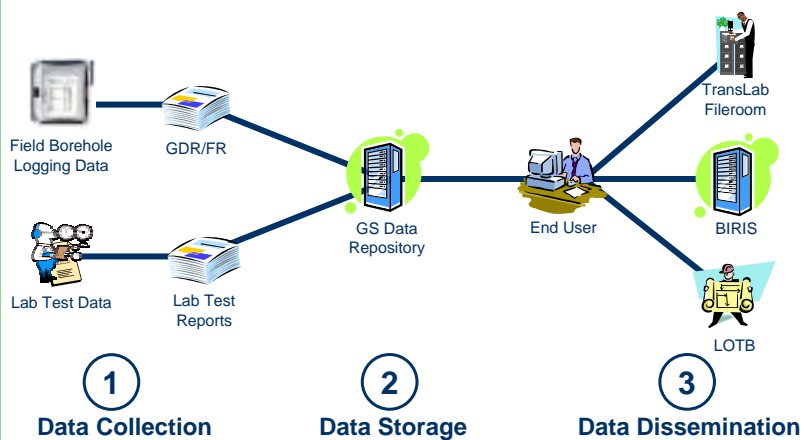 TransLab
Fileroom
Field Borehole
Logging Data
GDR/FR
GS Data
Repository
End User
BIRIS
Lab Test Data
Lab Test
Reports
LOTB
1
Data Collection
2
Data Storage
3
Data Dissemination